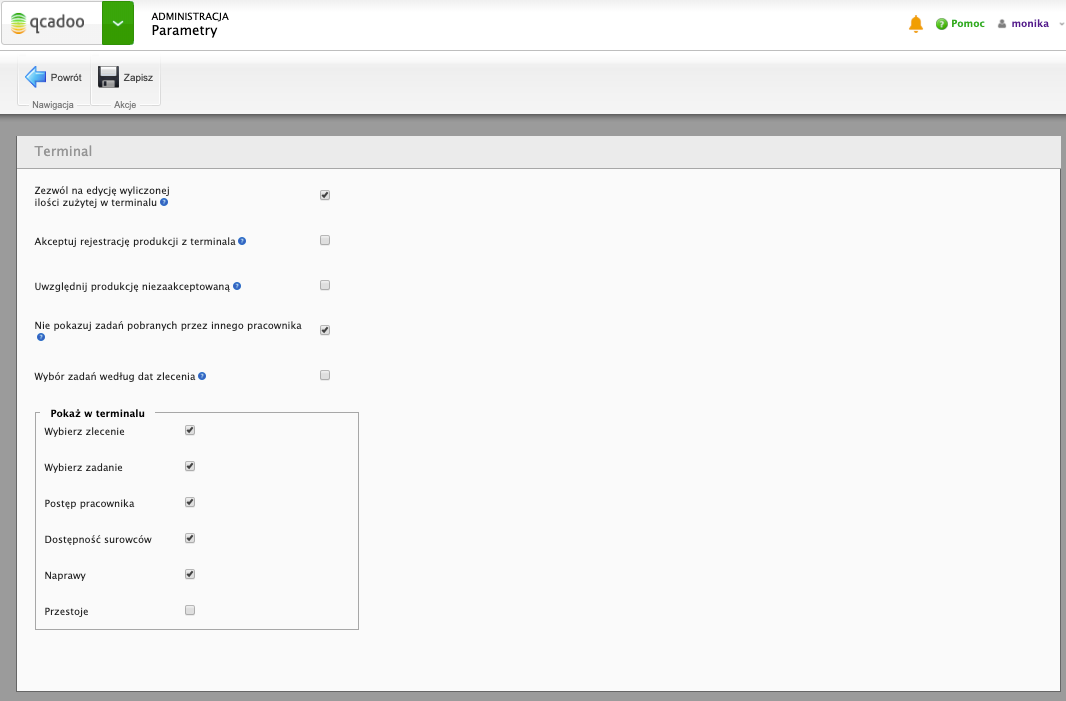 qcadoo
ADMINISTRACJA
Parametry
Pomoc
monika
Powrót
Zapisz
Nawigacja
Akcje
Terminal
Zezwól na edycję wyliczonej
ilości zużytej w terminalu
Akceptuj rejestrację produkcji z terminala
Uwzględnij produkcję niezaakceptowaną
Nie pokazuj zadań pobranych przez innego pracownika
Wybór zadań według dat zlecenia
Pokaż w terminalu
Wybierz zlecenie
Wybierz zadanie
Postęp pracownika
Dostępność surowców
Naprawy
Przestoje